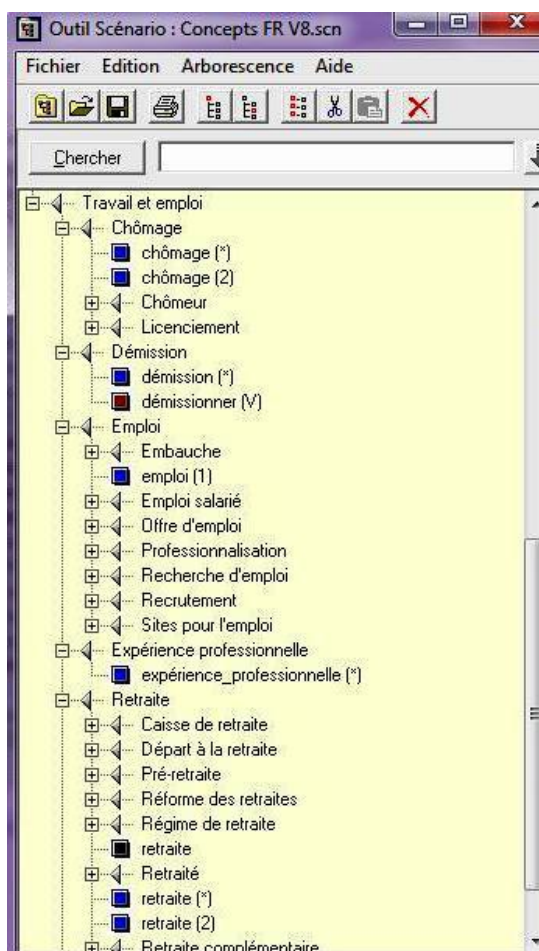 Outil Scénario : Concepts FR V8.scn
Fichier Edition Arborescence Aide
Chercher
Travail et emploi
Chômage
chômage (*)
chômage (2)
Chômeur
Licenciement
Démission
démission (*)
démissionner (V)
Emploi
Embauche
emploi (1)
Emploi salarié
Offre d'emploi
Professionnalisation
Recherche d'emploi
Recrutement
Sites pour l'emploi
Expérience professionnelle
expérience_professionnelle (*)
Retraite
Caisse de retraite
Départ à la retraite
Pré-retraite
Réforme des retraites
Régime de retraite
retraite
Retraité
retraite (*)
retraite (2)
Retraite complémentaire